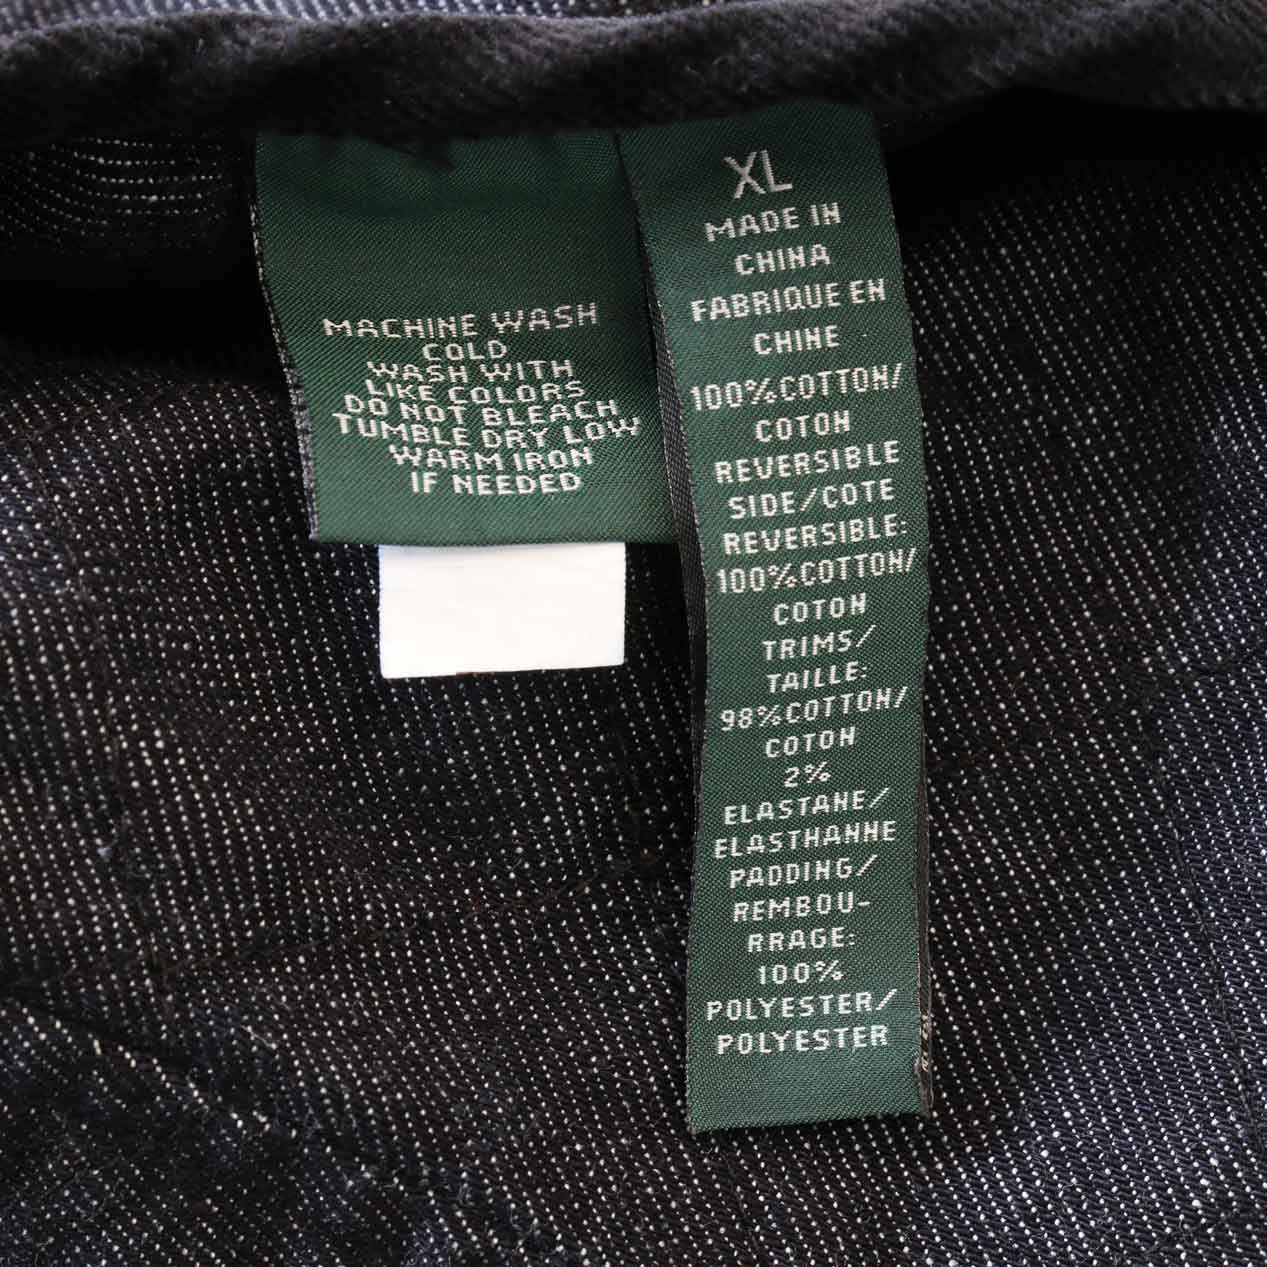 MACHINE WASH
COLD
WASH WITH
LIKE COLORS
DO NOT BLEACH
TUMBLE DRY LOW
WARM IRON
IF NEEDED
XL
MADE IN
CHINA
FABRIQUE EN
CHINE
100%COTTON/
COTON
REVERSIBLE
SIDE/COTE
REVERSIBLE:
100%COTTON/
COTON
TRIMS/
TAILLE:
98%COTTON/
COTON
2%
ELASTANE/
ELASTHANNE
PADDING/
REMBOU-
RRAGE:
100%
POLYESTER/
POLYESTER